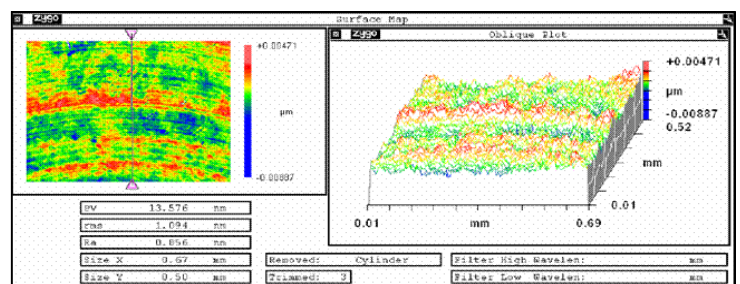 zygo Surface Map
+0.00471
µm
-0.00887
zygo Oblique Plot
+0.00471
µm
-0.00887
0.52
mm
0.01
0.01 mm 0.69
PV 13.576 nm
rms 1.094 nm
Ra 0.856 nm
Size X 0.67 mm
Size Y 0.50 mm
Removed: Cylinder
Trimmed: 3
Filter High Wavelen: mm
Filter Low Wavelen: mm